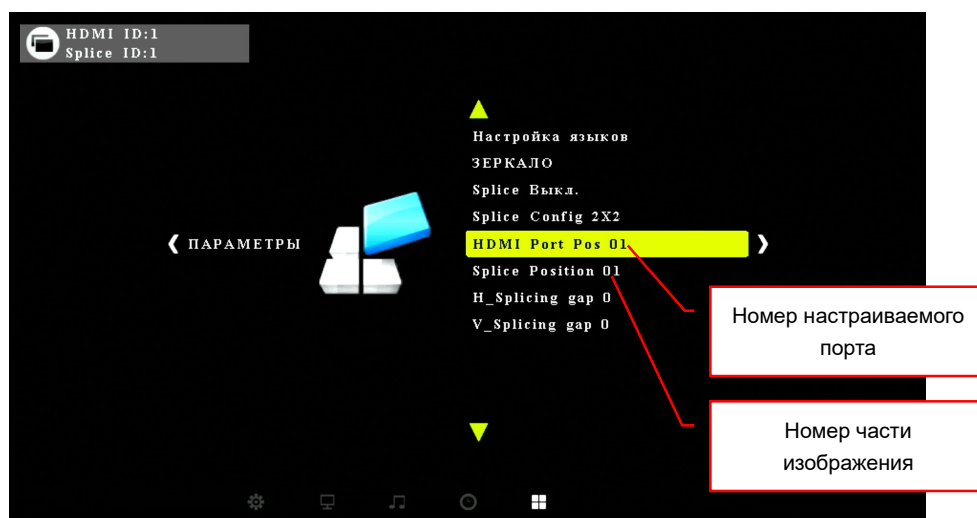 HDMI ID:1
Splice ID:1
Настройка языков
ЗЕРКАЛО
Splice Выкл.
Splice Config 2X2
ПАРАМЕТРЫ
HDMI Port Pos 01
Splice Position 01
H_Splicing gap 0
V_Splicing gap 0
Номер настраиваемого
порта
Номер части
изображения